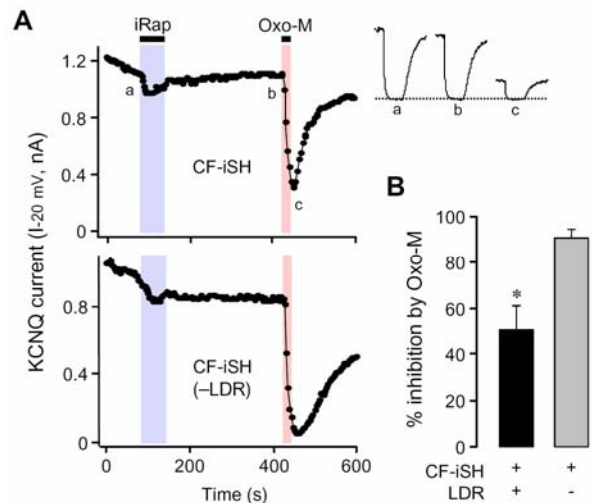 A
iRap
Oxo-M
1.2
0.8
0.4
0
a
b
c
CF-iSH
a
b
c
KCNQ current (I-20 mV, nA)
0.8
0.4
0
CF-iSH
(–LDR)
0
200
400
600
Time (s)
B
% inhibition by Oxo-M
100
80
60
40
20
0
*
CF-iSH + +
LDR + -